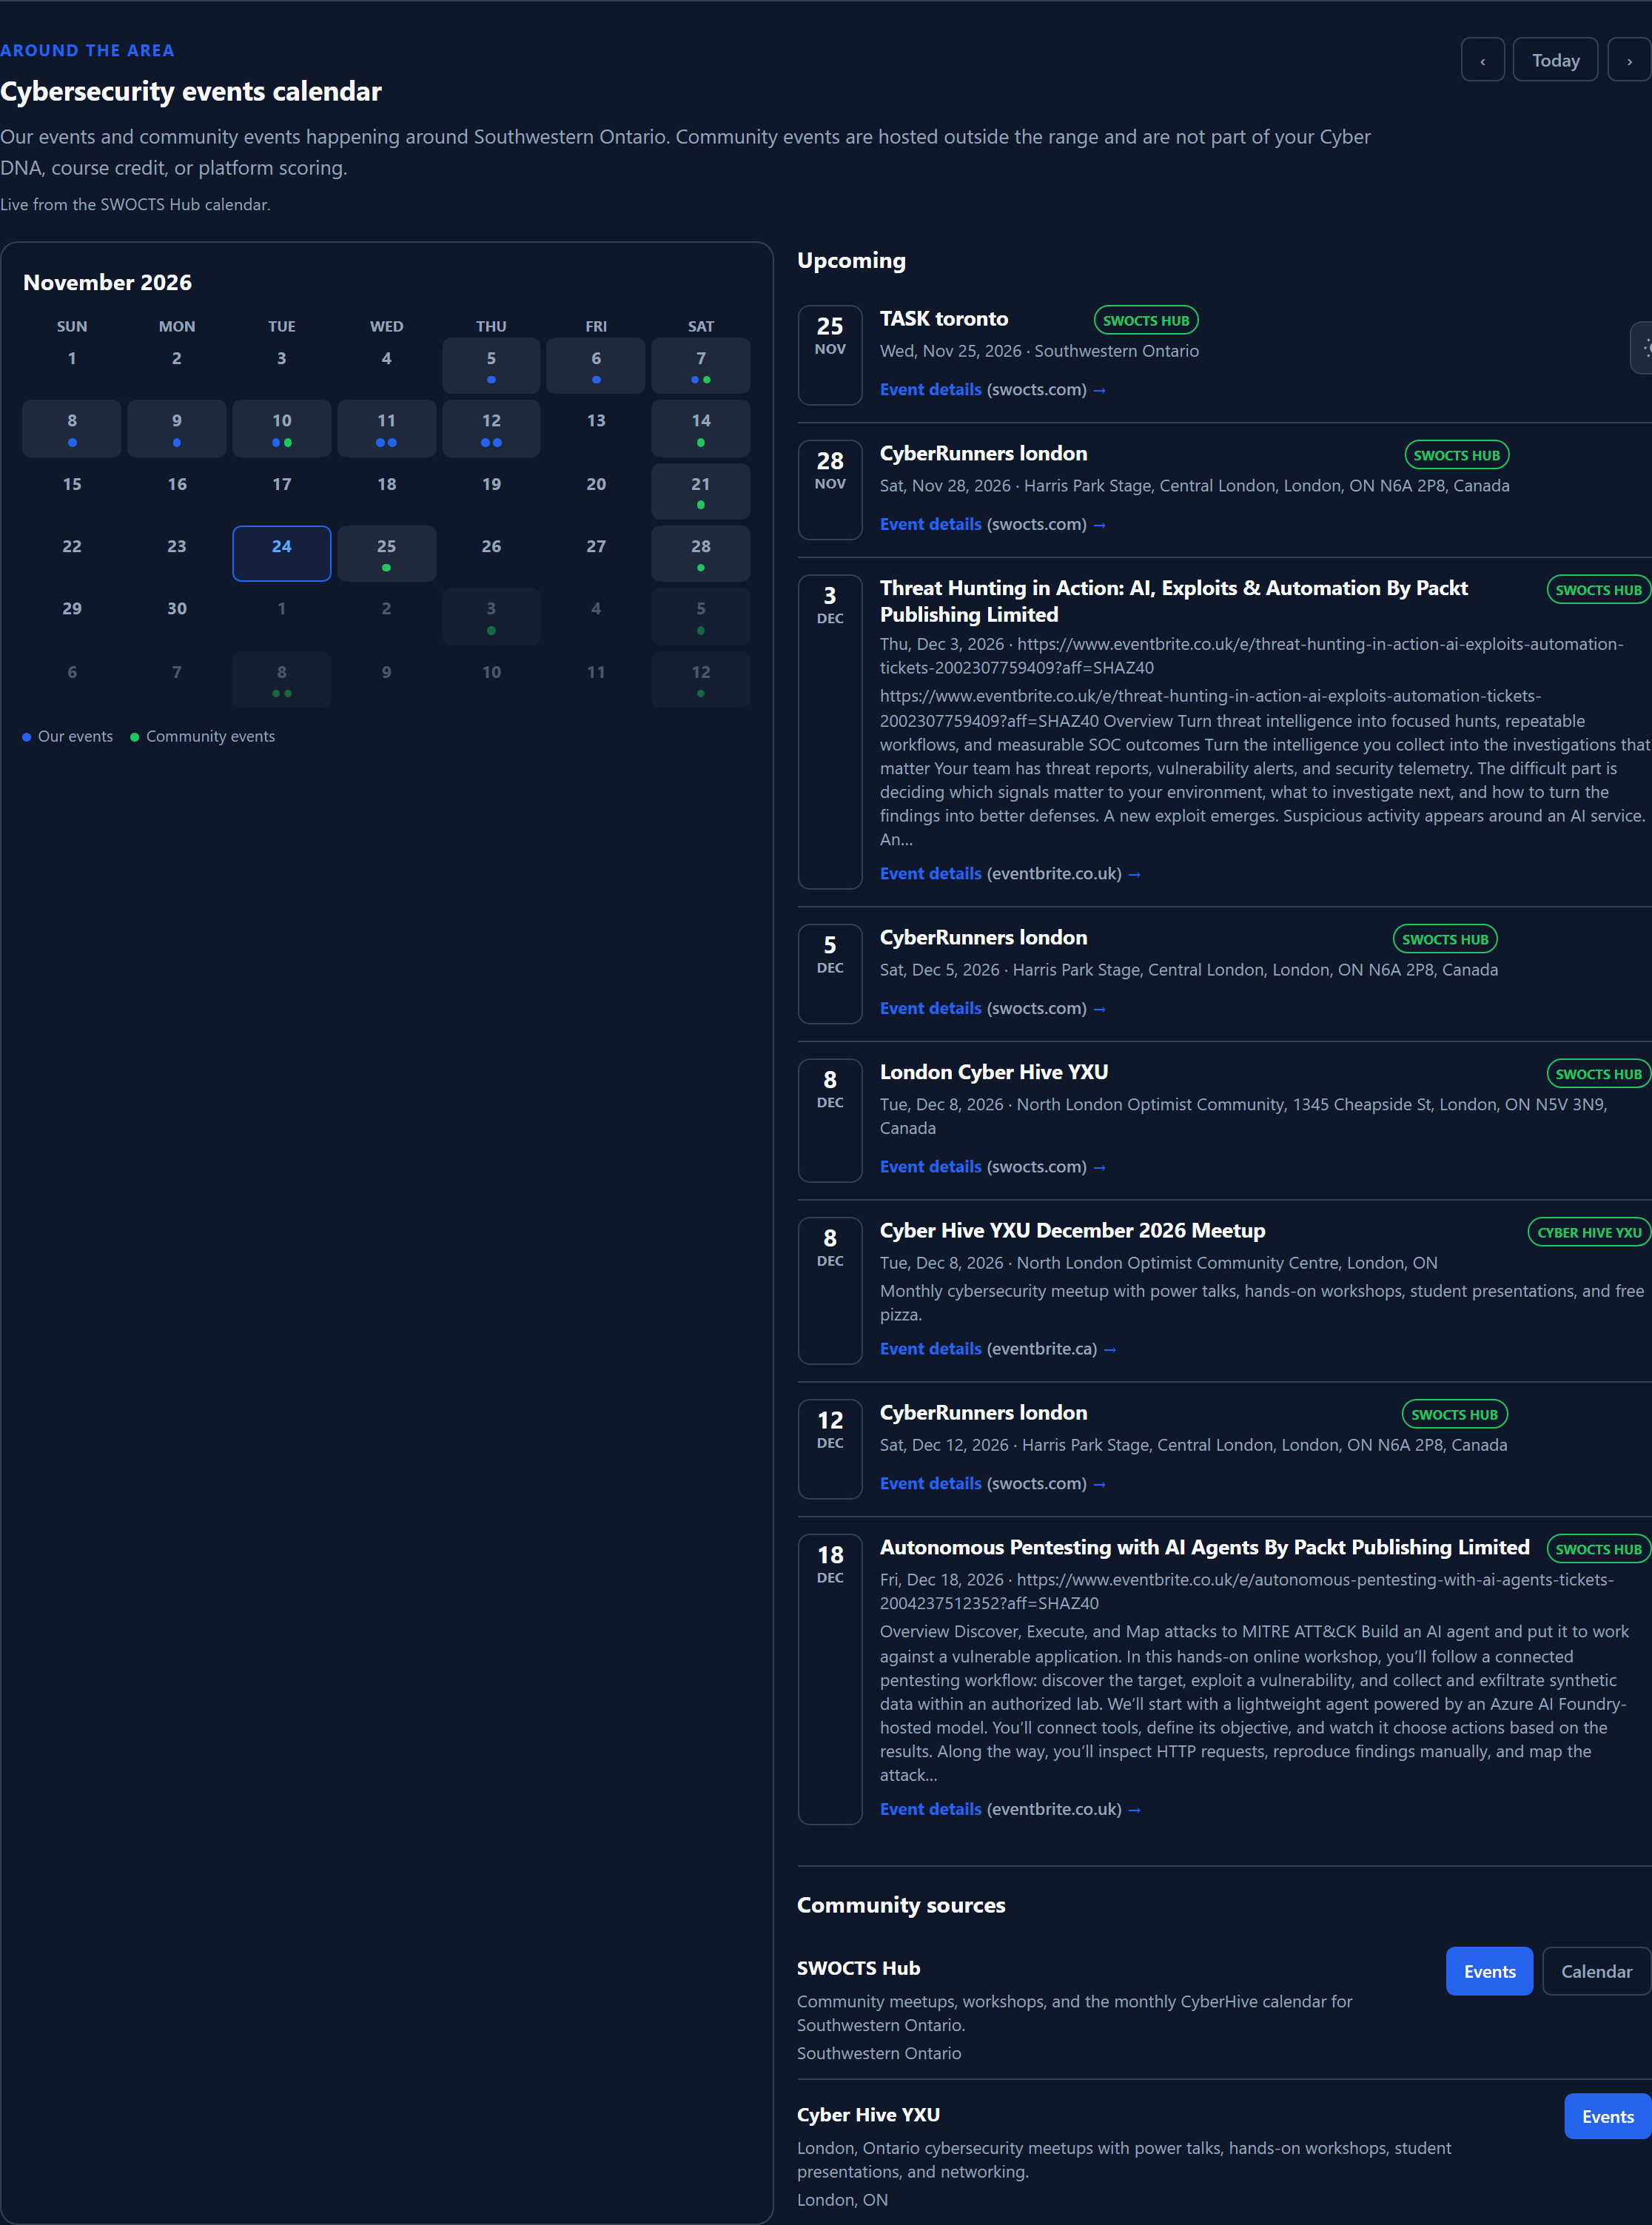 AROUND THE AREA
Cybersecurity events calendar
Our events and community events happening around Southwestern Ontario. Community events are hosted outside the range and are not part of your Cyber
DNA, course credit, or platform scoring.
Live from the SWOCTS Hub calendar.
‹ Today ›
November 2026
SUN MON TUE WED THU FRI SAT
1 2 3 4 5 6 7
8 9 10 11 12 13 14
15 16 17 18 19 20 21
22 23 24 25 26 27 28
29 30 1 2 3 4 5
6 7 8 9 10 11 12
Our events Community events
Upcoming
25 NOV
TASK toronto SWOCTS HUB
Wed, Nov 25, 2026 · Southwestern Ontario
Event details (swocts.com) →
28 NOV
CyberRunners london SWOCTS HUB
Sat, Nov 28, 2026 · Harris Park Stage, Central London, London, ON N6A 2P8, Canada
Event details (swocts.com) →
3 DEC
Threat Hunting in Action: AI, Exploits & Automation By Packt SWOCTS HUB
Publishing Limited
Thu, Dec 3, 2026 · https://www.eventbrite.co.uk/e/threat-hunting-in-action-ai-exploits-automation-
tickets-2002307759409?aff=SHAZ40
https://www.eventbrite.co.uk/e/threat-hunting-in-action-ai-exploits-automation-tickets-
2002307759409?aff=SHAZ40 Overview Turn threat intelligence into focused hunts, repeatable
workflows, and measurable SOC outcomes Turn the intelligence you collect into the investigations that
matter Your team has threat reports, vulnerability alerts, and security telemetry. The difficult part is
deciding which signals matter to your environment, what to investigate next, and how to turn the
findings into better defenses. A new exploit emerges. Suspicious activity appears around an AI service.
An...
Event details (eventbrite.co.uk) →
5 DEC
CyberRunners london SWOCTS HUB
Sat, Dec 5, 2026 · Harris Park Stage, Central London, London, ON N6A 2P8, Canada
Event details (swocts.com) →
8 DEC
London Cyber Hive YXU SWOCTS HUB
Tue, Dec 8, 2026 · North London Optimist Community, 1345 Cheapside St, London, ON N5V 3N9,
Canada
Event details (swocts.com) →
8 DEC
Cyber Hive YXU December 2026 Meetup CYBER HIVE YXU
Tue, Dec 8, 2026 · North London Optimist Community Centre, London, ON
Monthly cybersecurity meetup with power talks, hands-on workshops, student presentations, and free
pizza.
Event details (eventbrite.ca) →
12 DEC
CyberRunners london SWOCTS HUB
Sat, Dec 12, 2026 · Harris Park Stage, Central London, London, ON N6A 2P8, Canada
Event details (swocts.com) →
18 DEC
Autonomous Pentesting with AI Agents By Packt Publishing Limited SWOCTS HUB
Fri, Dec 18, 2026 · https://www.eventbrite.co.uk/e/autonomous-pentesting-with-ai-agents-tickets-
2004237512352?aff=SHAZ40
Overview Discover, Execute, and Map attacks to MITRE ATT&CK Build an AI agent and put it to work
against a vulnerable application. In this hands-on online workshop, you’ll follow a connected
pentesting workflow: discover the target, exploit a vulnerability, and collect and exfiltrate synthetic
data within an authorized lab. We’ll start with a lightweight agent powered by an Azure AI Foundry-
hosted model. You’ll connect tools, define its objective, and watch it choose actions based on the
results. Along the way, you’ll inspect HTTP requests, reproduce findings manually, and map the
attack...
Event details (eventbrite.co.uk) →
Community sources
SWOCTS Hub Events Calendar
Community meetups, workshops, and the monthly CyberHive calendar for
Southwestern Ontario.
Southwestern Ontario
Cyber Hive YXU Events
London, Ontario cybersecurity meetups with power talks, hands-on workshops, student
presentations, and networking.
London, ON